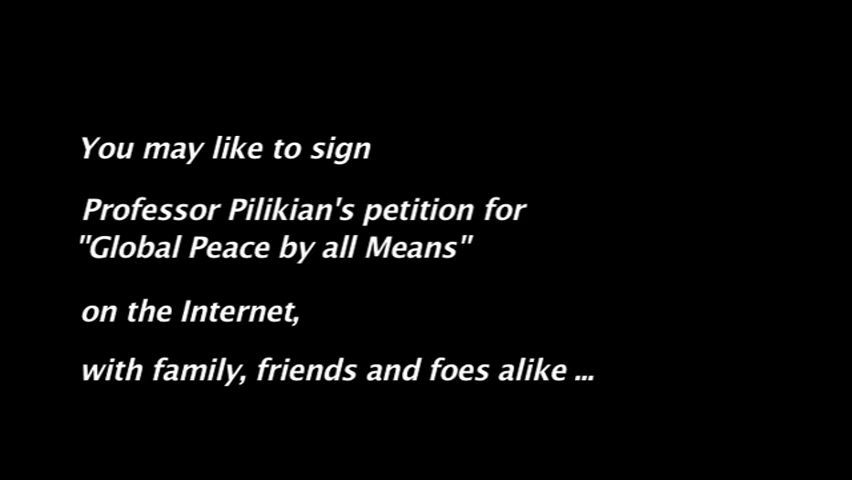 You may like to sign
Professor Pilikian's petition for
"Global Peace by all Means"
on the Internet,
with family, friends and foes alike ...